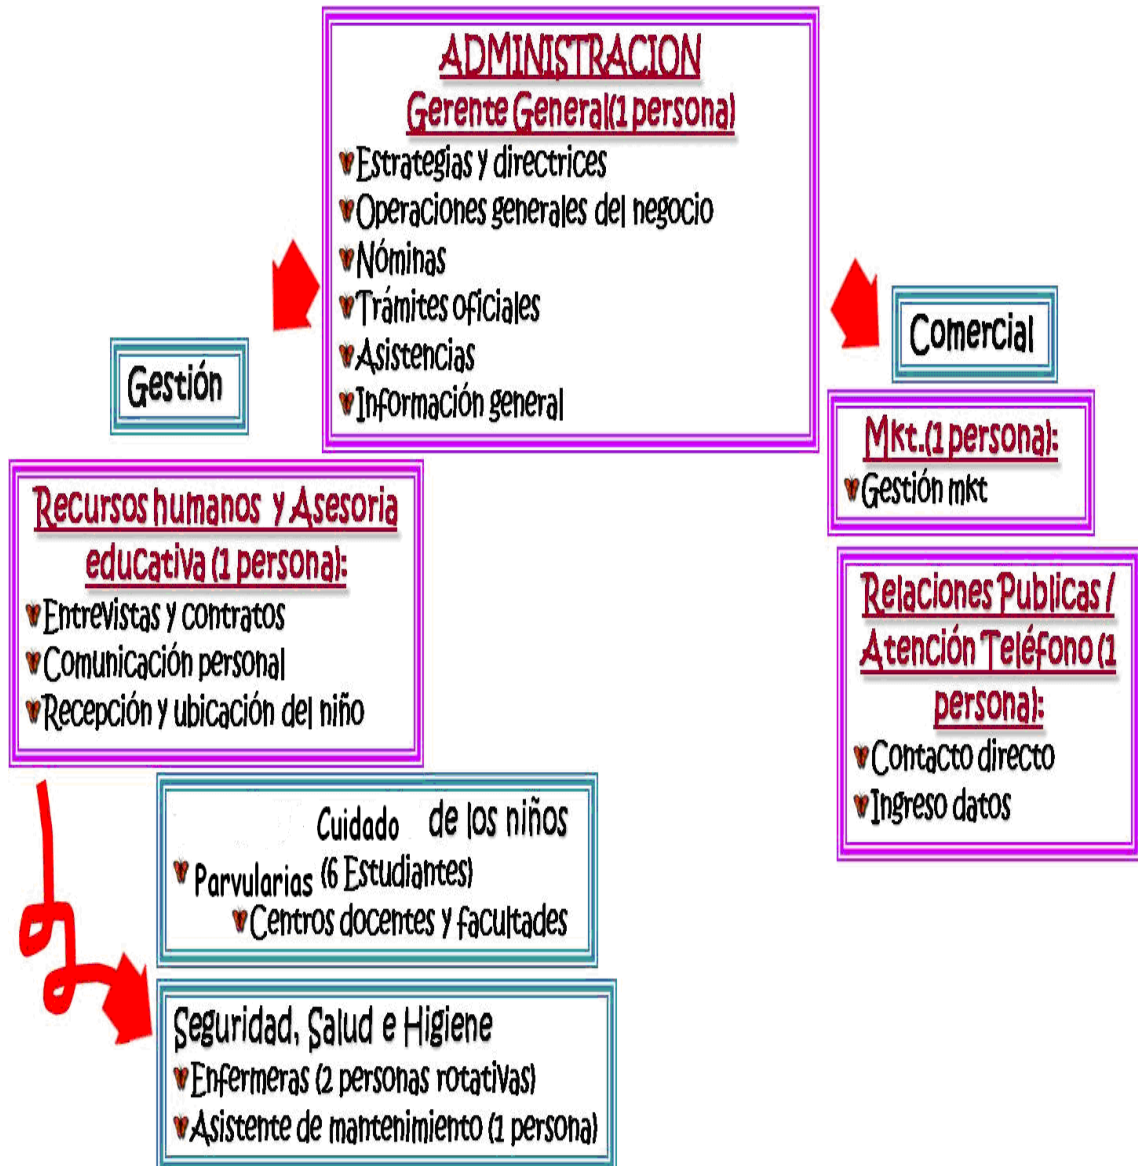 ADMINISTRACION
Gerente General(1 persona)
Estrategias y directrices
Operaciones generales del negocio
Nóminas
Trámites oficiales
Asistencias
Información general
Gestión
Comercial
Mkt.(1 persona):
Gestión mkt
Recursos humanos y Asesoria
educativa (1 persona):
Entrevistas y contratos
Comunicación personal
Recepción y ubicación del niño
Relaciones Publicas /
Atención Teléfono (1
persona):
Contacto directo
Ingreso datos
Cuidado de los niños
Parvularias (6 Estudiantes)
Centros docentes y facultades
Seguridad, Salud e Higiene
Enfermeras (2 personas rotativas)
Asistente de mantenimiento (1 persona)